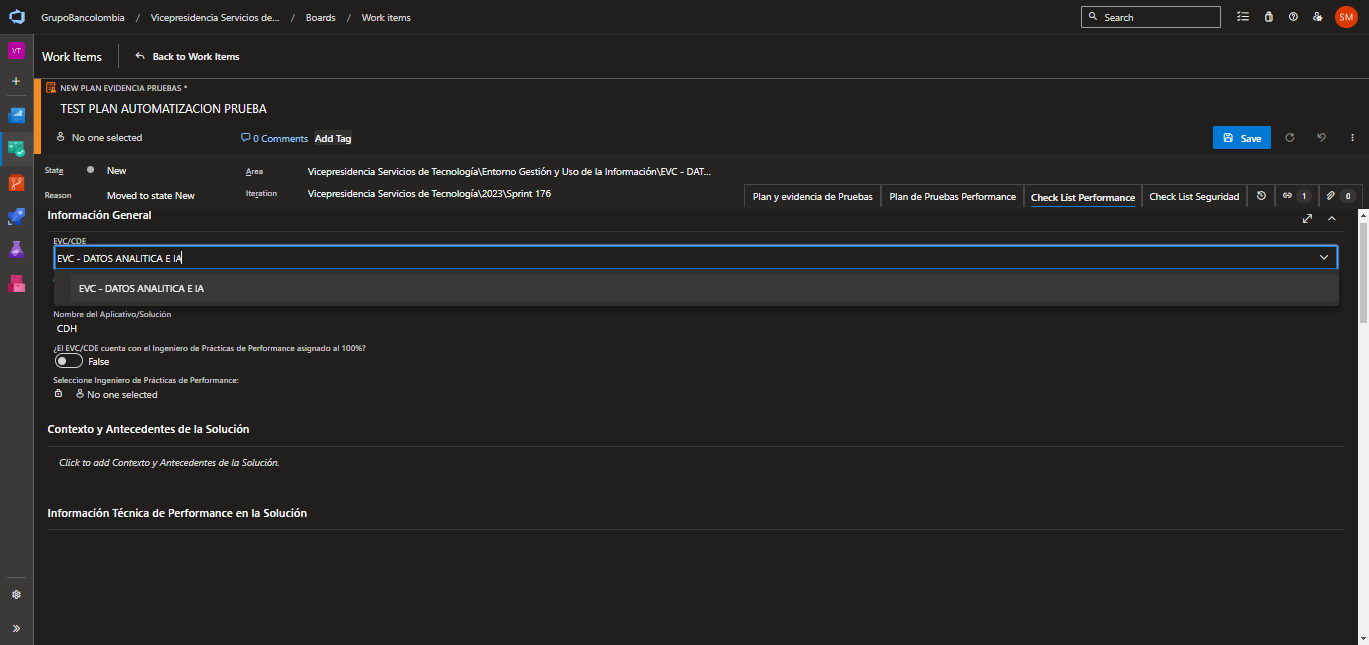 GrupoBancolombia / Vicepresidencia Servicios de... / Boards / Work items
Search
SM
VT
Work Items
Back to Work Items
NEW PLAN EVIDENCIA PRUEBAS *
TEST PLAN AUTOMATIZACION PRUEBA
No one selected
0 Comments
Add Tag
Save
State
New
Area
Vicepresidencia Servicios de Tecnología\Entorno Gestión y Uso de la Información\EVC - DAT...
Reason
Moved to state New
Iteration
Vicepresidencia Servicios de Tecnología\2023\Sprint 176
Plan y evidencia de Pruebas
Plan de Pruebas Performance
Check List Performance
Check List Seguridad
1
0
Información General
EVC/CDE
EVC - DATOS ANALITICA E IA
EVC - DATOS ANALITICA E IA
Nombre del Aplicativo/Solución
CDH
¿El EVC/CDE cuenta con el Ingeniero de Prácticas de Performance asignado al 100%?
False
Seleccione Ingeniero de Prácticas de Performance:
No one selected
Contexto y Antecedentes de la Solución
Click to add Contexto y Antecedentes de la Solución.
Información Técnica de Performance en la Solución